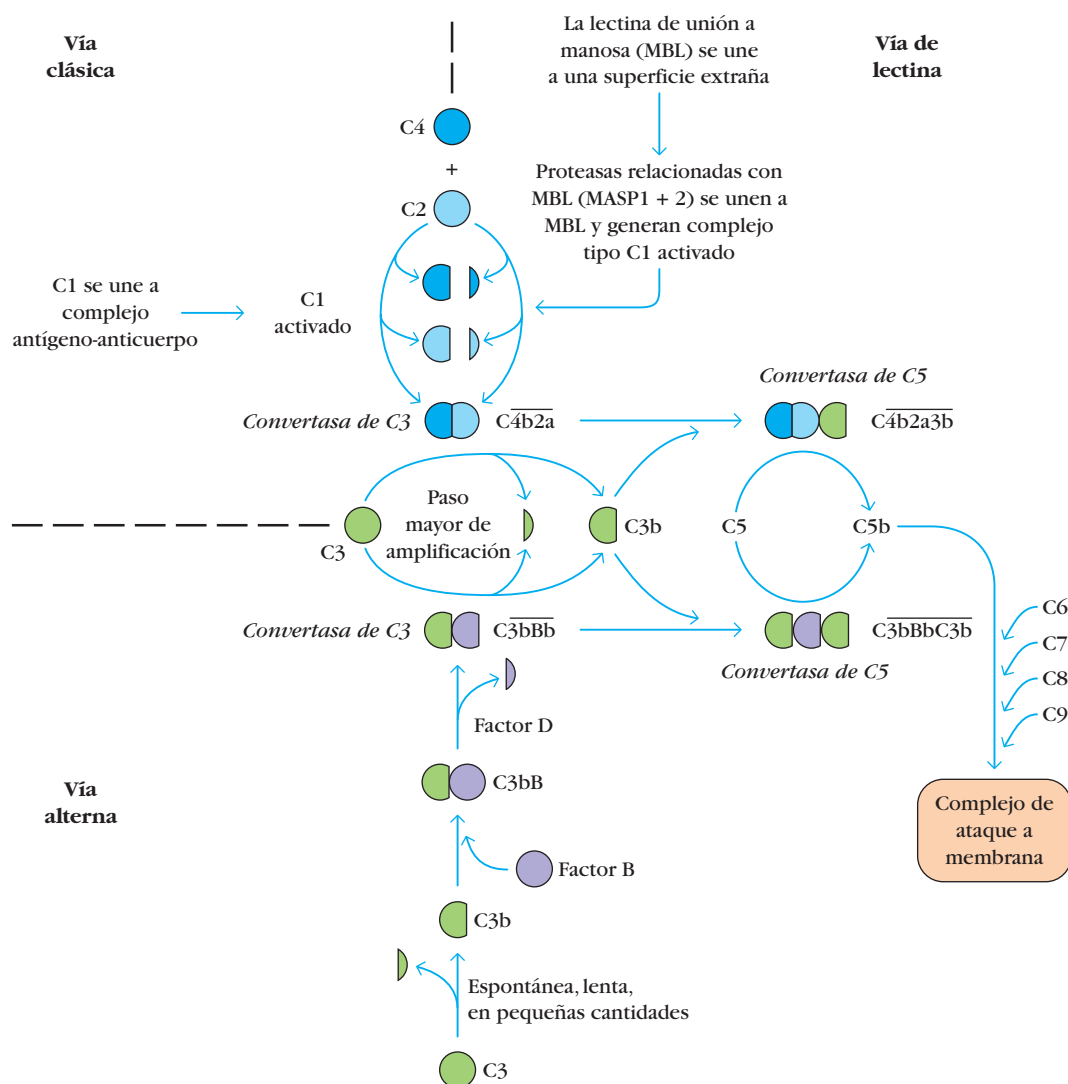 Vía
clásica
La lectina de unión a
manosa (MBL) se une
a una superficie extraña
Vía de
lectina
C4
+
C2
Proteasas relacionadas con
MBL (MASP1 + 2) se unen a
MBL y generan complejo
tipo C1 activado
C1 se une a
complejo
antígeno-anticuerpo
C1
activado
Convertasa de C5
Convertasa de C3
C4b2a
C4b2a3b
Paso
mayor de
amplificación
C3
C3b
C5
C5b
Convertasa de C3
C3bBb
C3bBbC3b
Convertasa de C5
C6
C7
C8
C9
Factor D
Vía
alterna
C3bB
Complejo de
ataque a
membrana
Factor B
C3b
Espontánea, lenta,
en pequeñas cantidades
C3